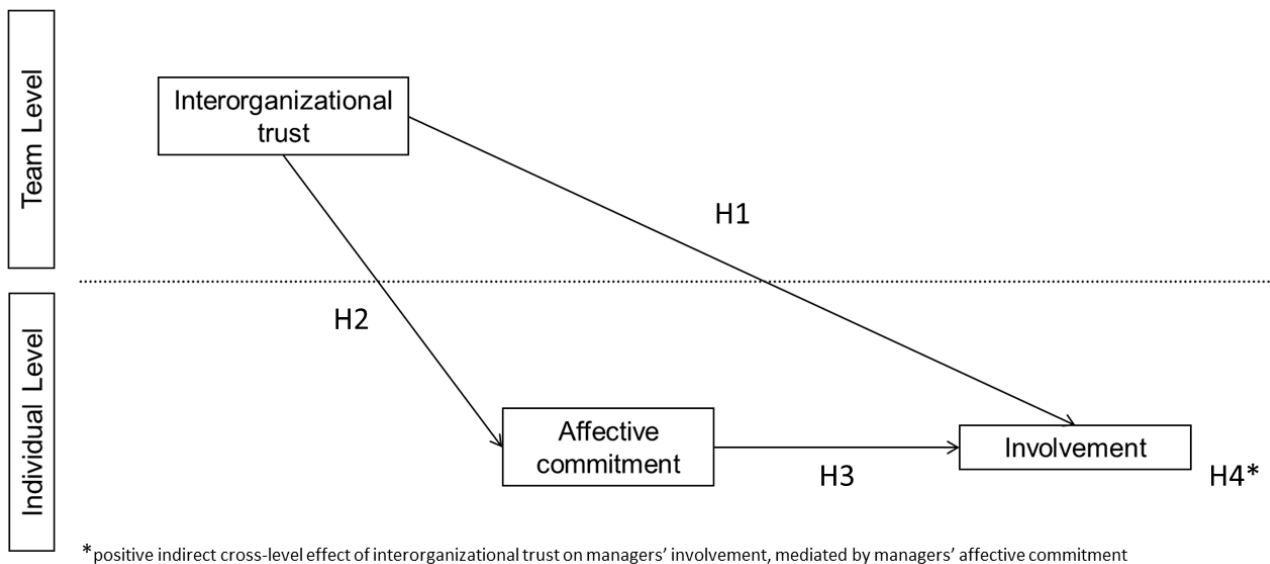 Team Level
Interorganizational
trust
H1
H2
Individual Level
Affective
commitment
H3
Involvement
H4*
*positive indirect cross-level effect of interorganizational trust on managers’ involvement, mediated by managers’ affective commitment